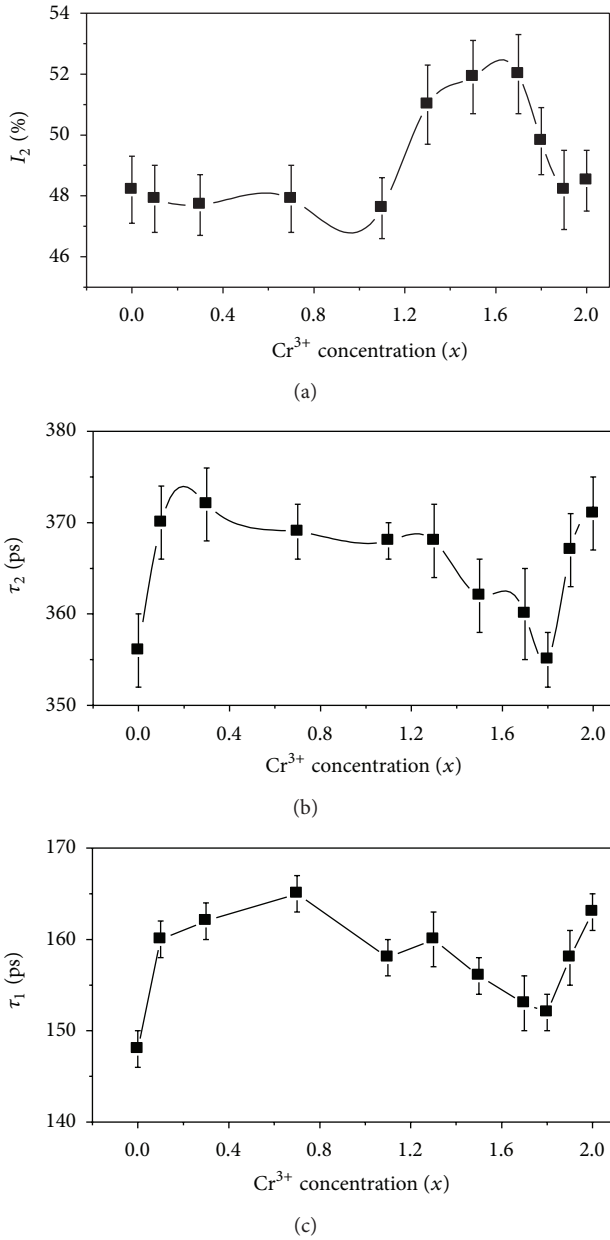 54
52
50
48
46
I₂ (%)
0.0 0.4 0.8 1.2 1.6 2.0
Cr³⁺ concentration (x)
(a)
380
370
360
350
τ₂ (ps)
0.0 0.4 0.8 1.2 1.6 2.0
Cr³⁺ concentration (x)
(b)
170
160
150
140
τ₁ (ps)
0.0 0.4 0.8 1.2 1.6 2.0
Cr³⁺ concentration (x)
(c)